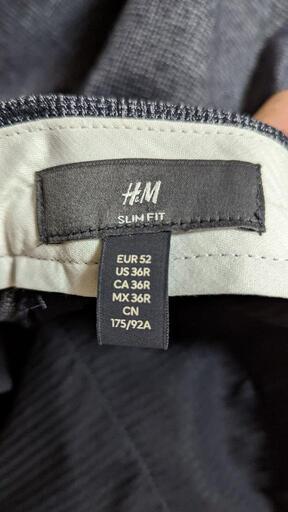 H&M
SLIM FIT
EUR 52
US 36R
CA 36R
MX 36R
CN
175/92A